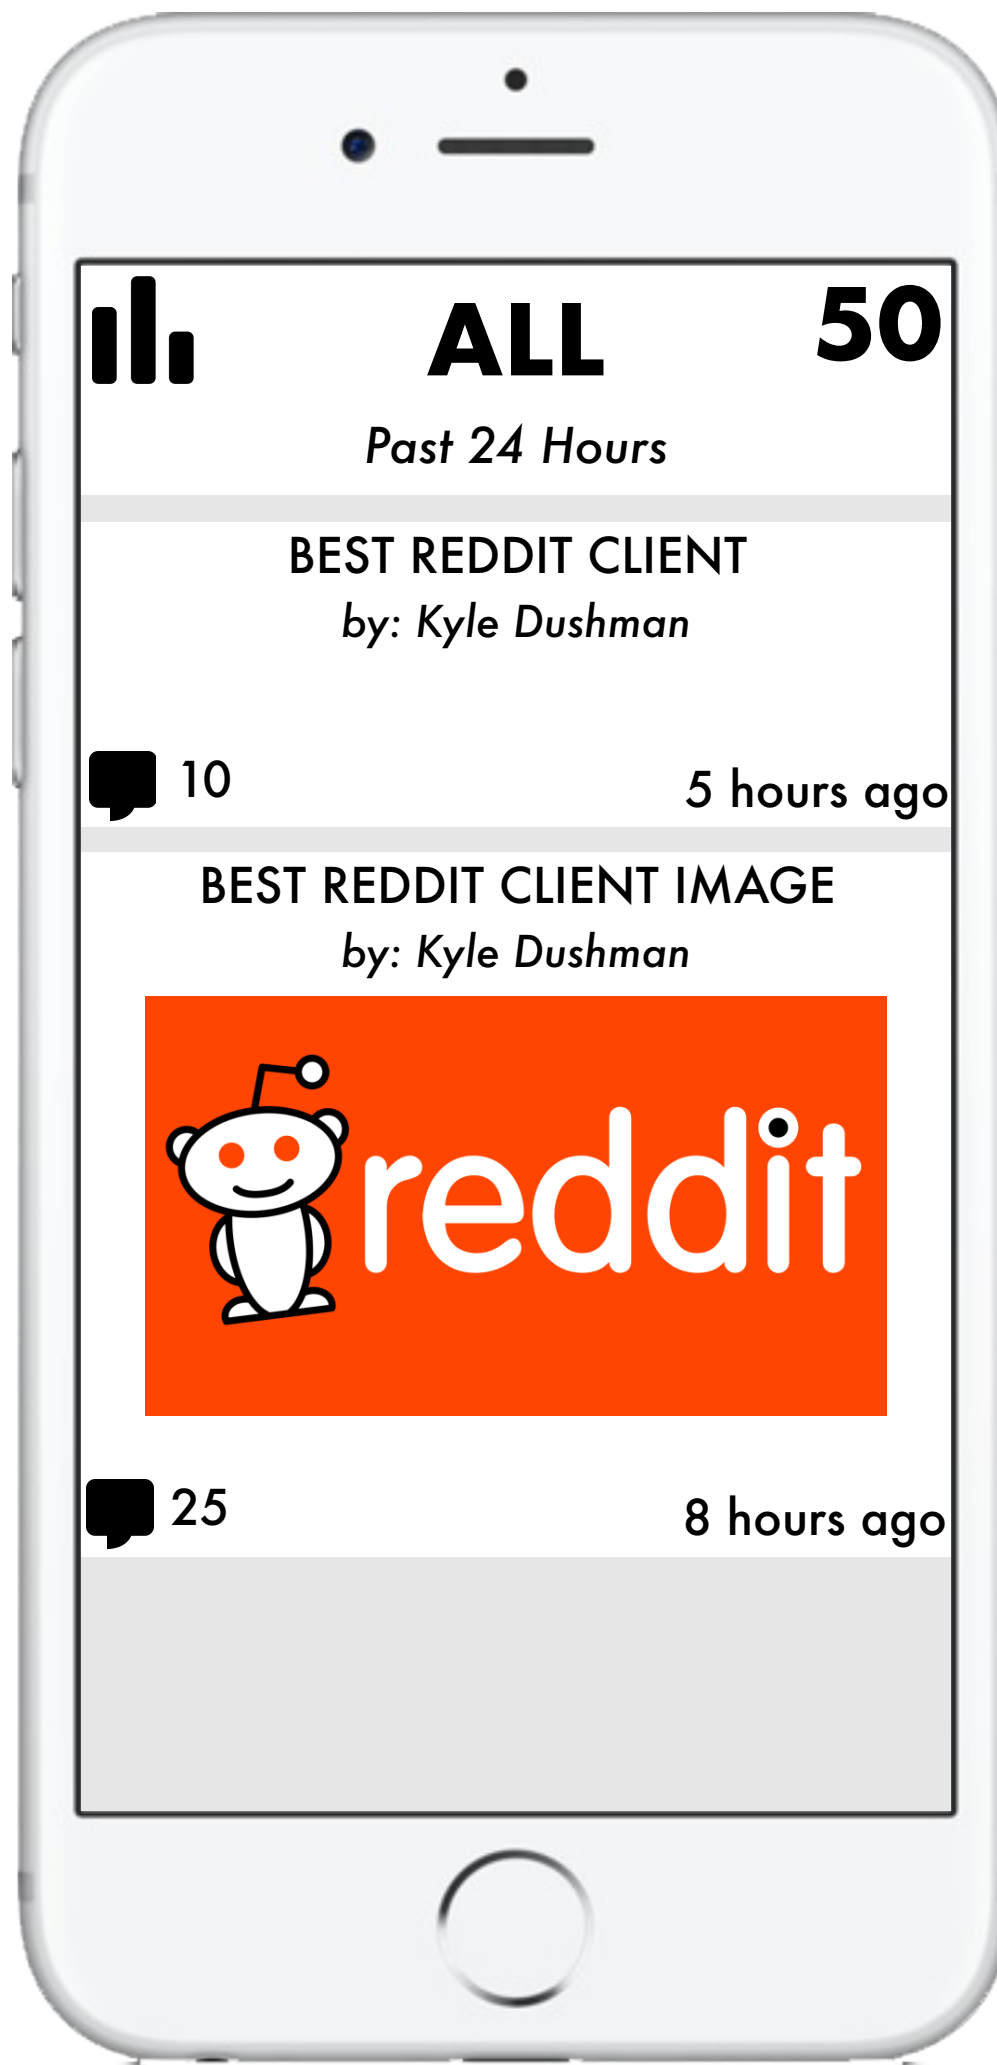 ALL
50
Past 24 Hours
BEST REDDIT CLIENT
by: Kyle Dushman
10
5 hours ago
BEST REDDIT CLIENT IMAGE
by: Kyle Dushman
reddit
25
8 hours ago